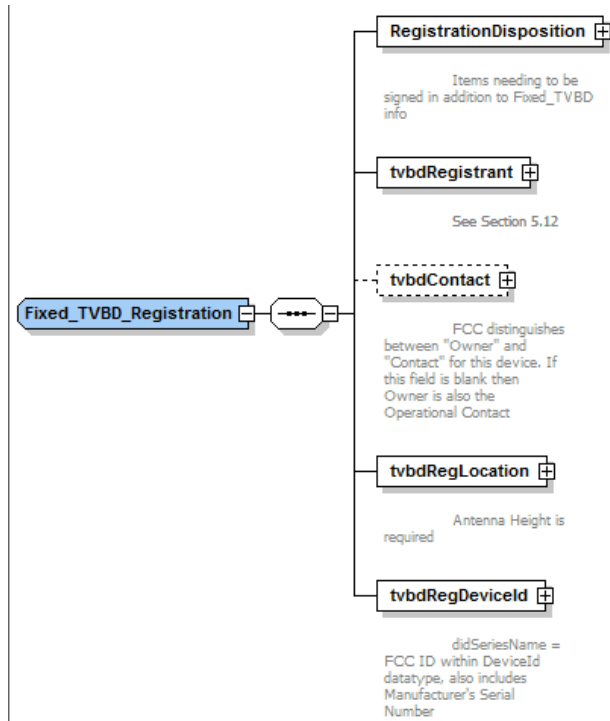 RegistrationDisposition
Items needing to be
signed in addition to Fixed_TVBD
info
tvbdRegistrant
See Section 5.12
tvbdContact
Fixed_TVBD_Registration
FCC distinguishes
between "Owner" and
"Contact" for this device. If
this field is blank then
Owner is also the
Operational Contact
tvbdRegLocation
Antenna Height is
required
tvbdRegDeviceId
didSeriesName =
FCC ID within DeviceId
datatype, also includes
Manufacturer's Serial
Number